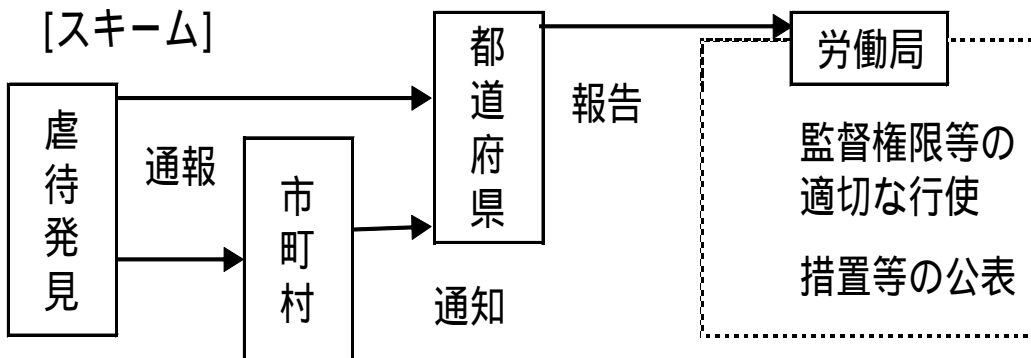 [スキーム]
虐待発見
通報
市町村
通知
都道府県
報告
労働局
監督権限等の
適切な行使
措置等の公表